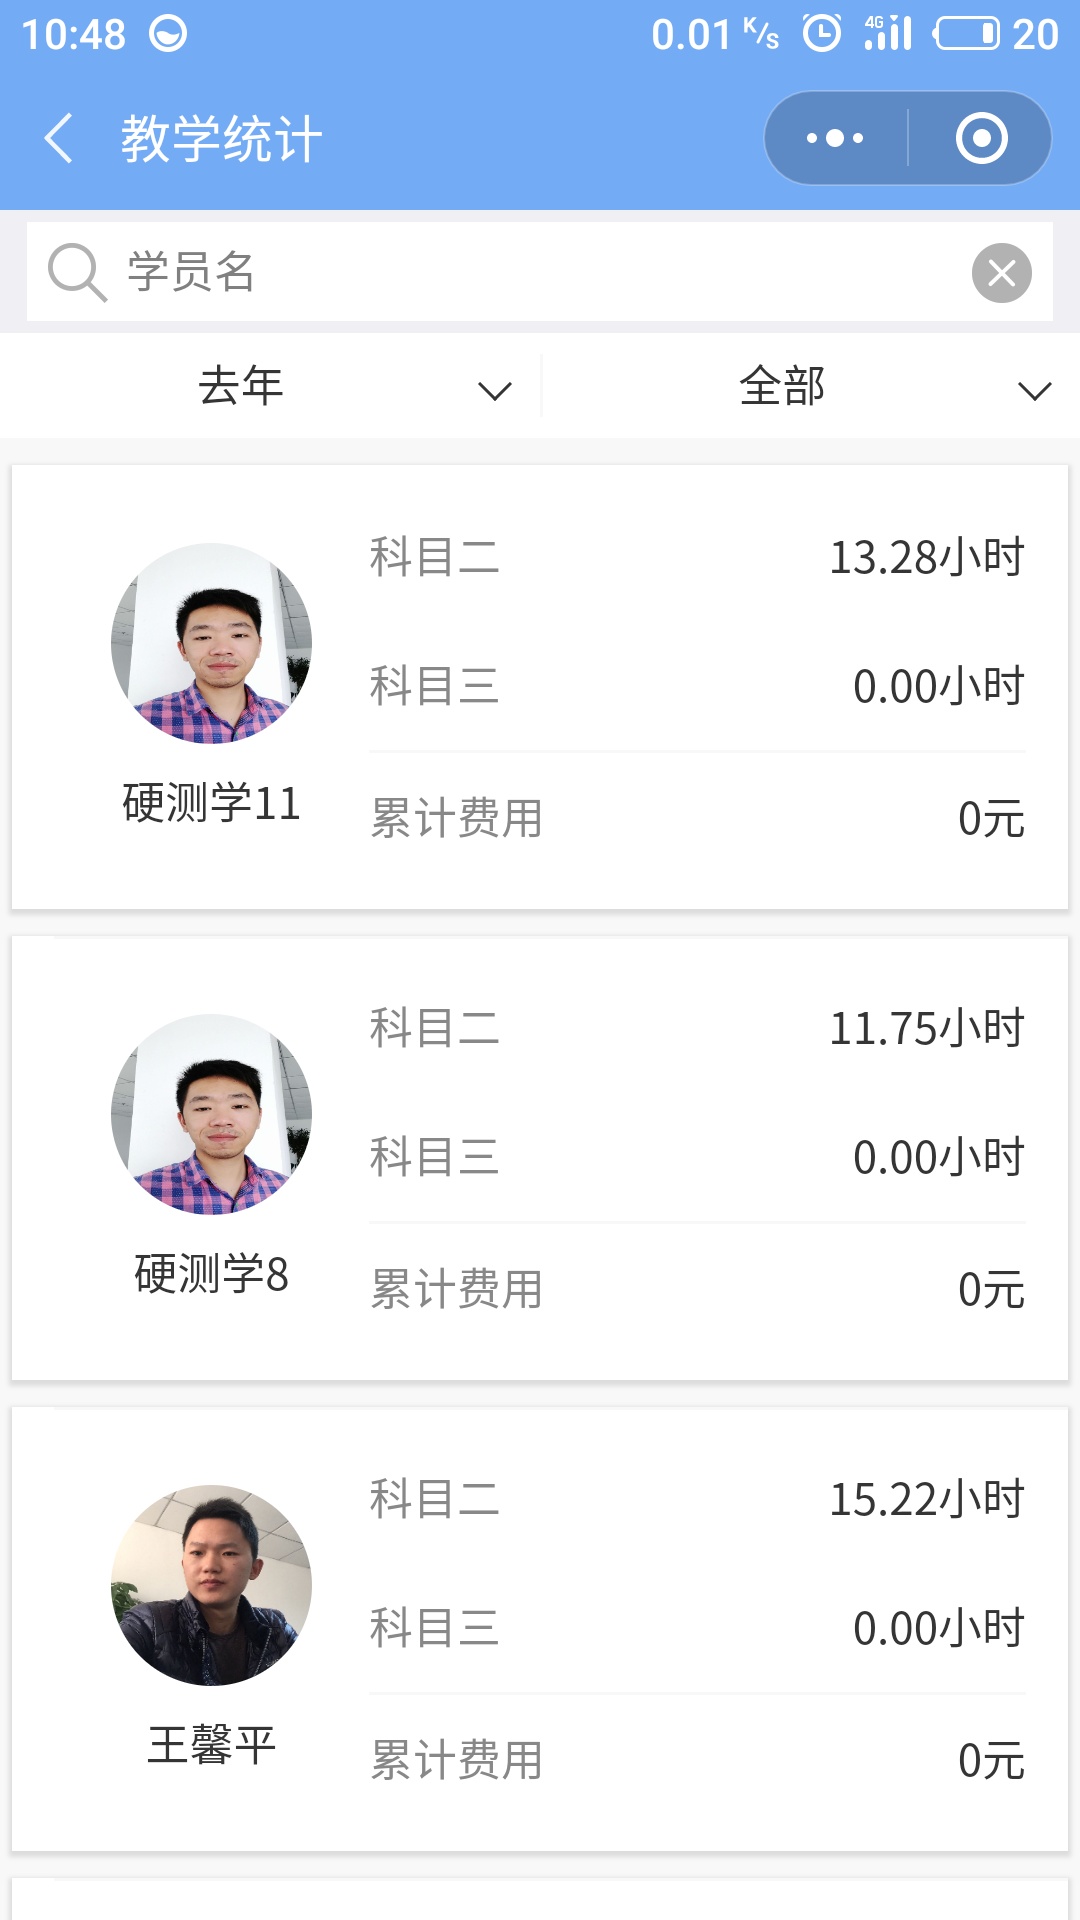 10:48 0.01 K/s 4G 20
教学统计
学员名
去年 全部
科目二 13.28小时
科目三 0.00小时
硬测学11
累计费用 0元
科目二 11.75小时
科目三 0.00小时
硬测学8
累计费用 0元
科目二 15.22小时
科目三 0.00小时
王馨平
累计费用 0元